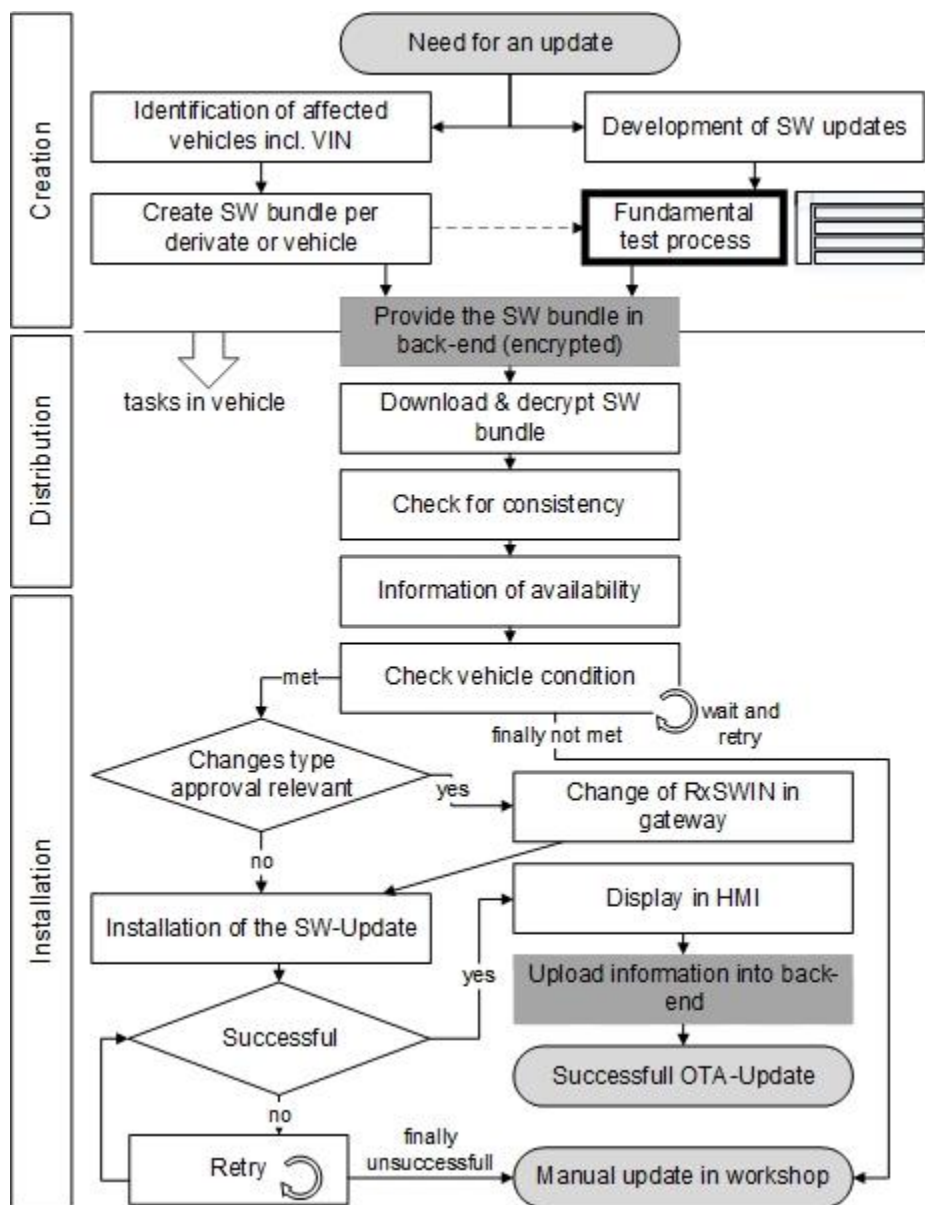 Creation
Need for an update
Identification of affected
vehicles incl. VIN
Development of SW updates
Create SW bundle per
derivate or vehicle
Fundamental
test process
Provide the SW bundle in
back-end (encrypted)
Distribution
tasks in vehicle
Download & decrypt SW
bundle
Check for consistency
Information of availability
Installation
Check vehicle condition
met
wait and
retry
finally not met
Changes type
approval relevant
yes
Change of RxSWIN in
gateway
no
Installation of the SW-Update
Display in HMI
yes
Upload information into back-
end
Successful
Successfull OTA-Update
no
Retry
finally
unsuccessfull
Manual update in workshop